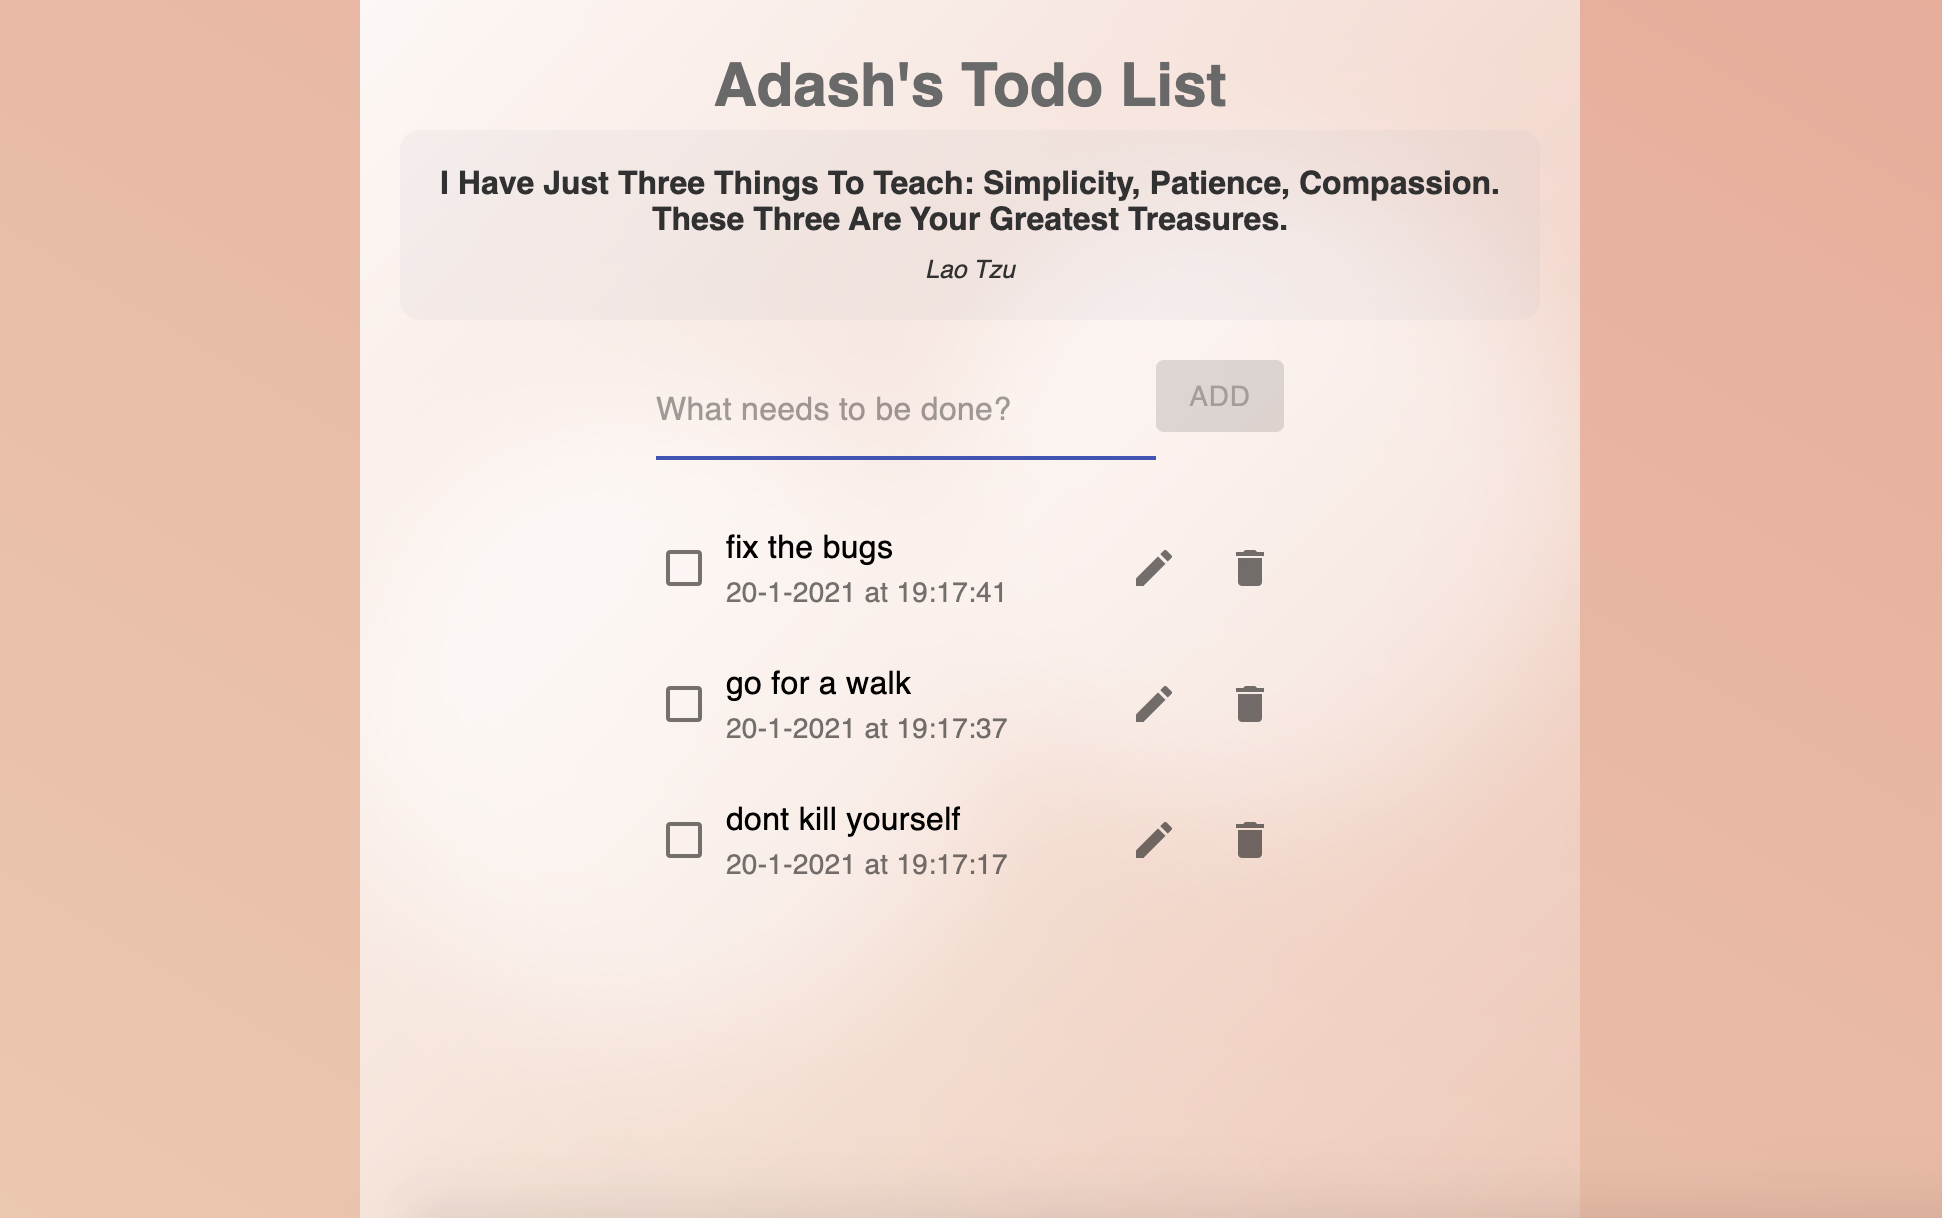 Adash's Todo List
I Have Just Three Things To Teach: Simplicity, Patience, Compassion.
These Three Are Your Greatest Treasures.
Lao Tzu
What needs to be done?
ADD
fix the bugs
20-1-2021 at 19:17:41
go for a walk
20-1-2021 at 19:17:37
dont kill yourself
20-1-2021 at 19:17:17